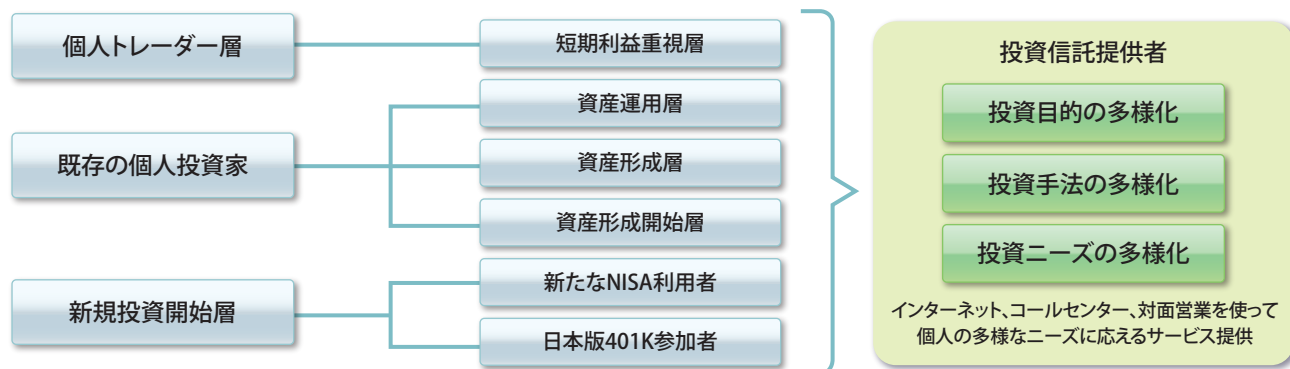 個人トレーダー層
短期利益重視層
既存の個人投資家
資産運用層
資産形成層
資産形成開始層
新規投資開始層
新たなNISA利用者
日本版401K参加者
投資信託提供者
投資目的の多様化
投資手法の多様化
投資ニーズの多様化
インターネット、コールセンター、対面営業を使って
個人の多様なニーズに応えるサービス提供